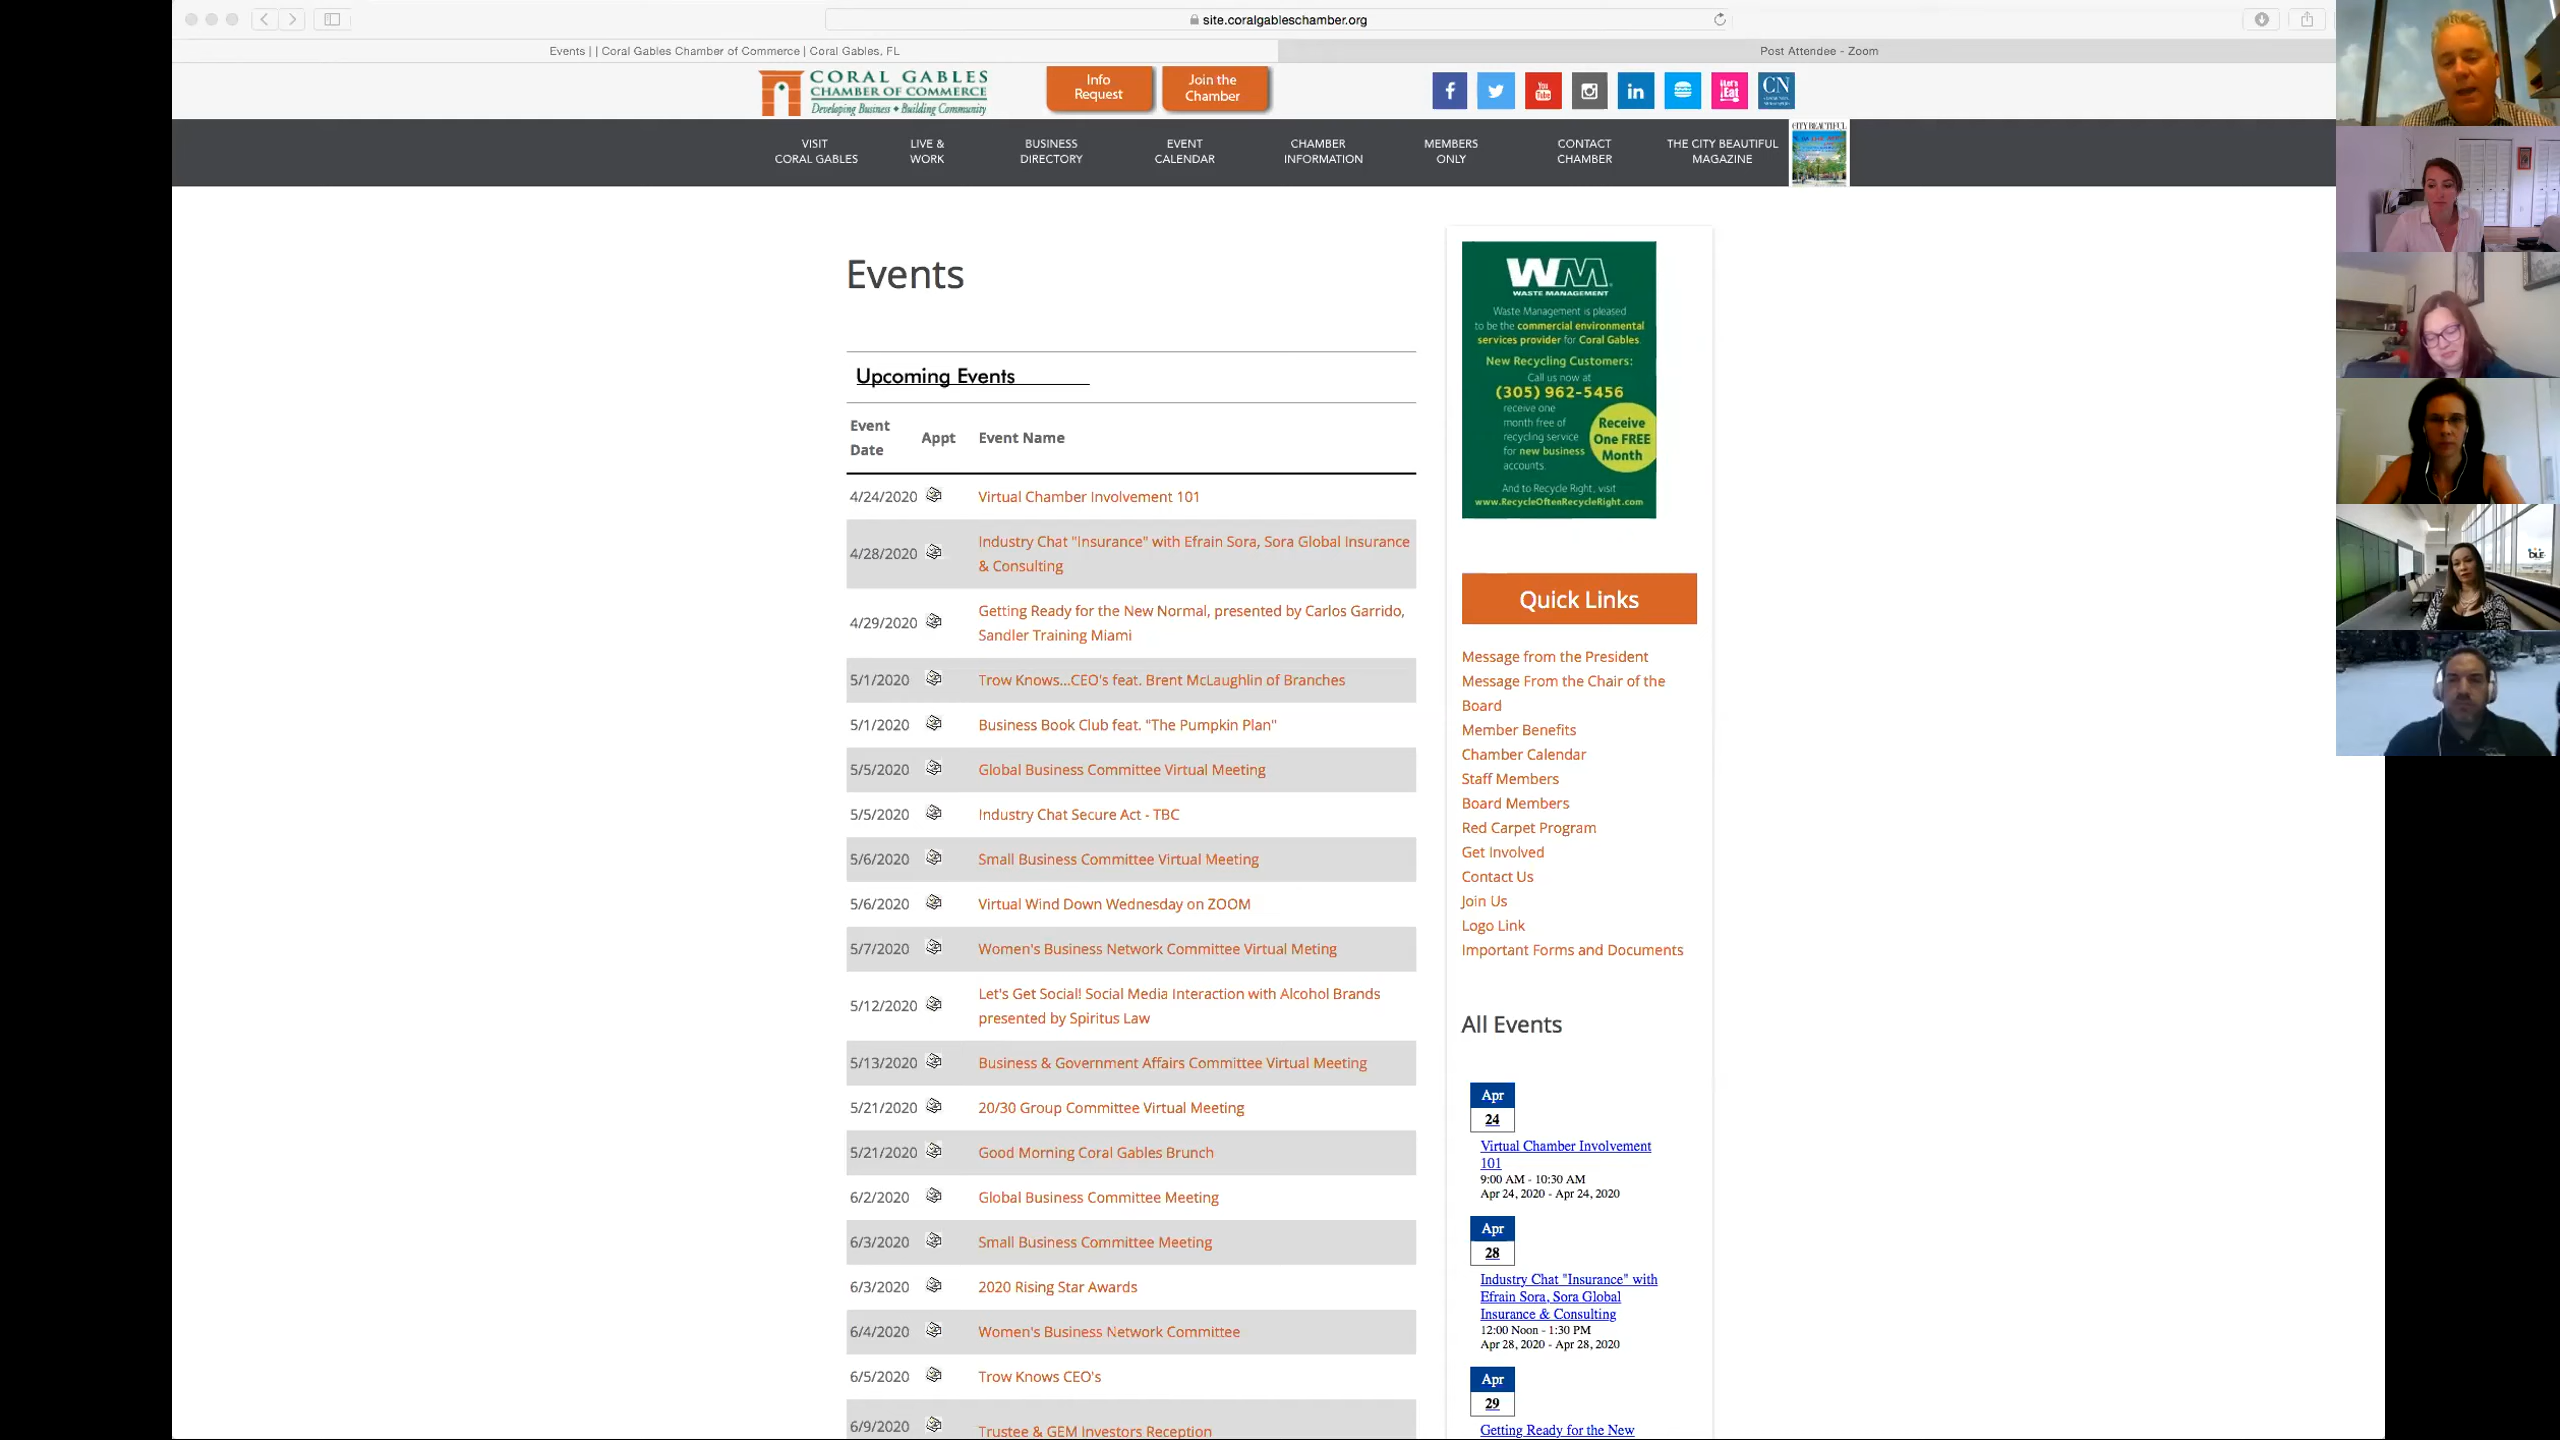 site.coralgableschamber.org
Events | | Coral Gables Chamber of Commerce | Coral Gables, FL
Post Attendee - Zoom
CORAL GABLES
CHAMBER OF COMMERCE
Developing Business • Building Community
Info
Request
Join the
Chamber
You
Tube
Let's
Eat
CN
VISIT
CORAL GABLES
LIVE &
WORK
BUSINESS
DIRECTORY
EVENT
CALENDAR
CHAMBER
INFORMATION
MEMBERS
ONLY
CONTACT
CHAMBER
THE CITY BEAUTIFUL
MAGAZINE
CITY BEAUTIFUL
Events
Upcoming Events
Event
Date
Appt
Event Name
4/24/2020
Virtual Chamber Involvement 101
4/28/2020
Industry Chat "Insurance" with Efrain Sora, Sora Global Insurance
& Consulting
4/29/2020
Getting Ready for the New Normal, presented by Carlos Garrido,
Sandler Training Miami
5/1/2020
Trow Knows...CEO's feat. Brent McLaughlin of Branches
5/1/2020
Business Book Club feat. "The Pumpkin Plan"
5/5/2020
Global Business Committee Virtual Meeting
5/5/2020
Industry Chat Secure Act - TBC
5/6/2020
Small Business Committee Virtual Meeting
5/6/2020
Virtual Wind Down Wednesday on ZOOM
5/7/2020
Women's Business Network Committee Virtual Meting
5/12/2020
Let's Get Social! Social Media Interaction with Alcohol Brands
presented by Spiritus Law
5/13/2020
Business & Government Affairs Committee Virtual Meeting
5/21/2020
20/30 Group Committee Virtual Meeting
5/21/2020
Good Morning Coral Gables Brunch
6/2/2020
Global Business Committee Meeting
6/3/2020
Small Business Committee Meeting
6/3/2020
2020 Rising Star Awards
6/4/2020
Women's Business Network Committee
6/5/2020
Trow Knows CEO's
6/9/2020
Trustee & GEM Investors Reception
WM
WASTE MANAGEMENT
Waste Management is pleased
to be the commercial environmental
services provider for Coral Gables.
New Recycling Customers:
Call us now at
(305) 962-5456
receive one
month free of
recycling service
for new business
accounts.
Receive
One FREE
Month
And to Recycle Right, visit
www.RecycleOftenRecycleRight.com
Quick Links
Message from the President
Message From the Chair of the
Board
Member Benefits
Chamber Calendar
Staff Members
Board Members
Red Carpet Program
Get Involved
Contact Us
Join Us
Logo Link
Important Forms and Documents
All Events
Apr
24
Virtual Chamber Involvement
101
9:00 AM - 10:30 AM
Apr 24, 2020 - Apr 24, 2020
Apr
28
Industry Chat "Insurance" with
Efrain Sora, Sora Global
Insurance & Consulting
12:00 Noon - 1:30 PM
Apr 28, 2020 - Apr 28, 2020
Apr
29
Getting Ready for the New